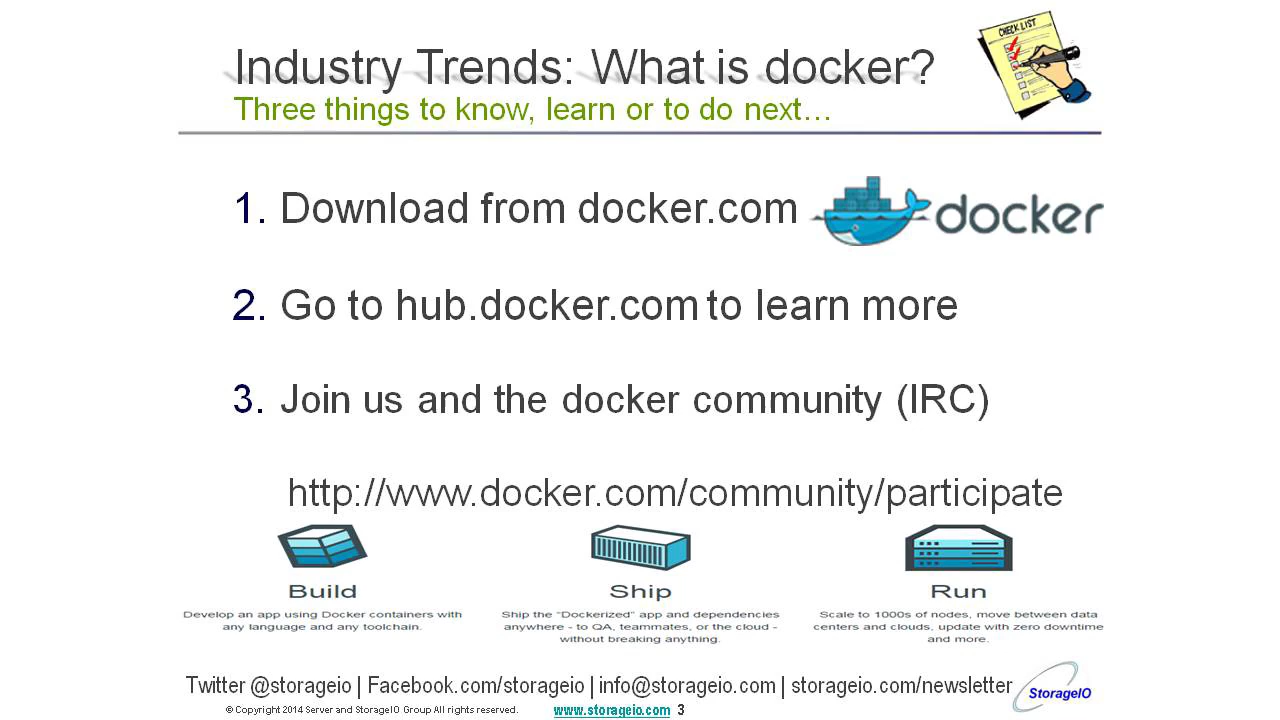 CHECK LIST
Industry Trends: What is docker?
Three things to know, learn or to do next…
1. Download from docker.com
docker
2. Go to hub.docker.com to learn more
3. Join us and the docker community (IRC)
http://www.docker.com/community/participate
Build
Develop an app using Docker containers with
any language and any toolchain.
Ship
Ship the “Dockerized” app and dependencies
anywhere - to QA, teammates, or the cloud -
without breaking anything.
Run
Scale to 1000s of nodes, move between data
centers and clouds, update with zero downtime
and more.
Twitter @storageio | Facebook.com/storageio | info@storageio.com | storageio.com/newsletter
StorageIO
© Copyright 2014 Server and StorageIO Group All rights reserved. www.storageio.com 3